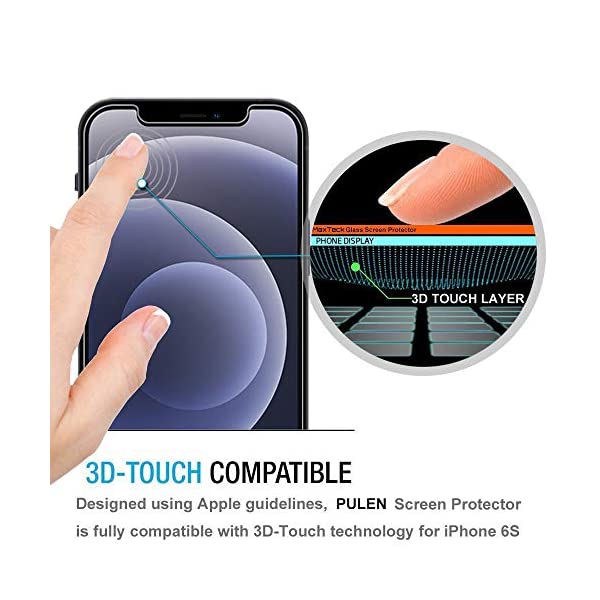 MaxTeck Glass Screen Protector
PHONE DISPLAY
3D TOUCH LAYER
3D-TOUCH COMPATIBLE
Designed using Apple guidelines, PULEN Screen Protector
is fully compatible with 3D-Touch technology for iPhone 6S